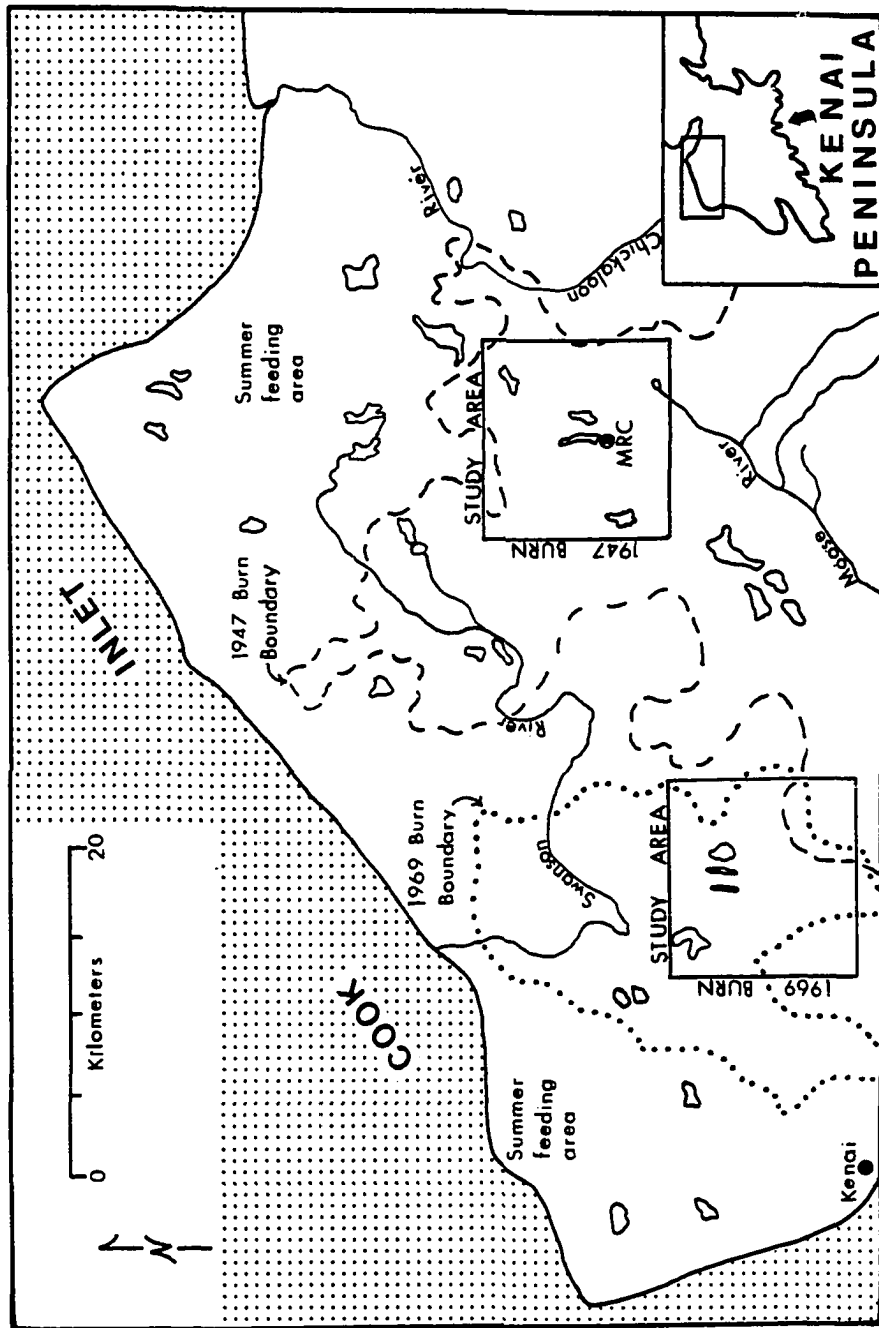 N
0
20
Kilometers
COOK
INLET
1947 Burn
Boundary
Summer
feeding
area
1969 Burn
Boundary
River
Swanson
River
Chickaloon
STUDY AREA
1947 BURN
MRC
Summer
feeding
area
STUDY AREA
1969 BURN
River
Moose
Kenai
KENAI
PENINSULA